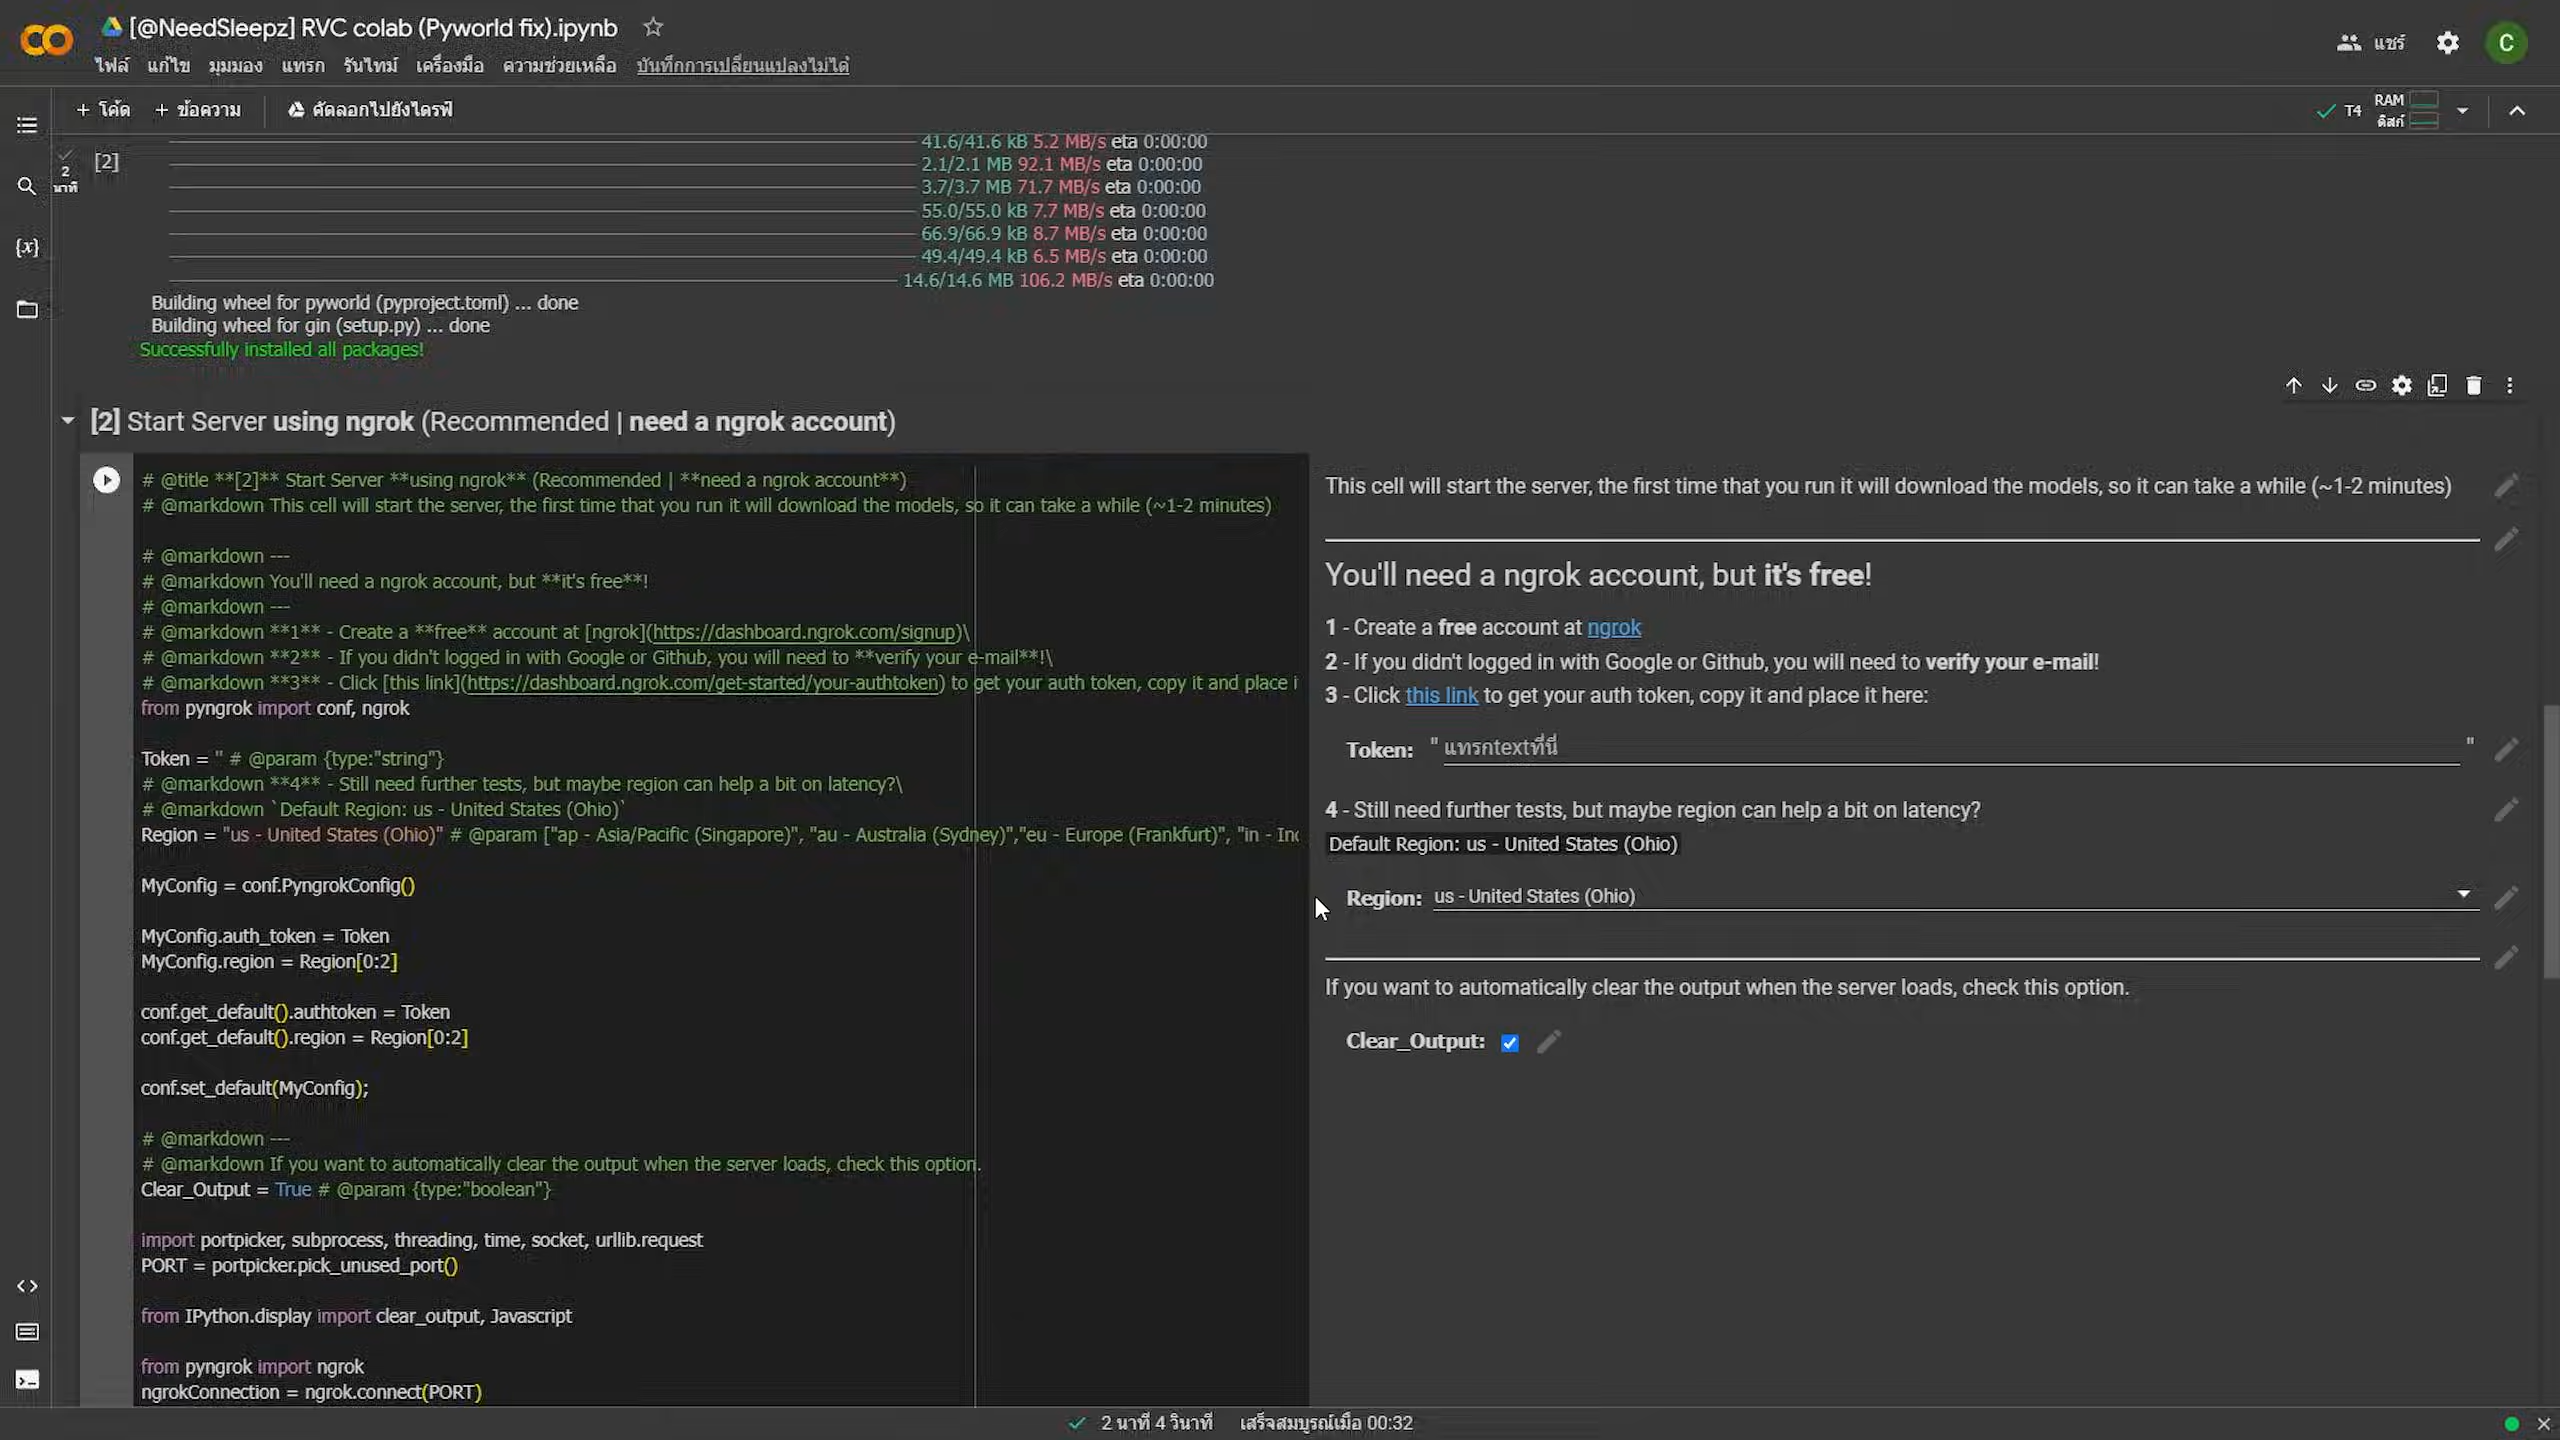 [@NeedSleepz] RVC colab (Pyworld fix).ipynb
ไฟล์ แก้ไข มุมมอง แทรก รันไทม์ เครื่องมือ ความช่วยเหลือ บันทึกการเปลี่ยนแปลงไม่ได้
แชร์
C
+ โค้ด + ข้อความ คัดลอกไปยังไดรฟ์
T4 RAM
ดิสก์
[2]
2
นาที
41.6/41.6 kB 5.2 MB/s eta 0:00:00
2.1/2.1 MB 92.1 MB/s eta 0:00:00
3.7/3.7 MB 71.7 MB/s eta 0:00:00
55.0/55.0 kB 7.7 MB/s eta 0:00:00
66.9/66.9 kB 8.7 MB/s eta 0:00:00
49.4/49.4 kB 6.5 MB/s eta 0:00:00
14.6/14.6 MB 106.2 MB/s eta 0:00:00
Building wheel for pyworld (pyproject.toml) ... done
Building wheel for gin (setup.py) ... done
Successfully installed all packages!
[2] Start Server using ngrok (Recommended | need a ngrok account)
# @title **[2]** Start Server **using ngrok** (Recommended | **need a ngrok account**)
# @markdown This cell will start the server, the first time that you run it will download the models, so it can take a while (~1-2 minutes)
# @markdown ---
# @markdown You'll need a ngrok account, but **it's free**!
# @markdown ---
# @markdown **1** - Create a **free** account at [ngrok](https://dashboard.ngrok.com/signup)\
# @markdown **2** - If you didn't logged in with Google or Github, you will need to **verify your e-mail**!\
# @markdown **3** - Click [this link](https://dashboard.ngrok.com/get-started/your-authtoken) to get your auth token, copy it and place i
from pyngrok import conf, ngrok
Token = '' # @param {type:"string"}
# @markdown **4** - Still need further tests, but maybe region can help a bit on latency?\
# @markdown `Default Region: us - United States (Ohio)`
Region = "us - United States (Ohio)" # @param ["ap - Asia/Pacific (Singapore)", "au - Australia (Sydney)","eu - Europe (Frankfurt)", "in - Inc
MyConfig = conf.PyngrokConfig()
MyConfig.auth_token = Token
MyConfig.region = Region[0:2]
conf.get_default().authtoken = Token
conf.get_default().region = Region[0:2]
conf.set_default(MyConfig);
# @markdown ---
# @markdown If you want to automatically clear the output when the server loads, check this option.
Clear_Output = True # @param {type:"boolean"}
import portpicker, subprocess, threading, time, socket, urllib.request
PORT = portpicker.pick_unused_port()
from IPython.display import clear_output, Javascript
from pyngrok import ngrok
ngrokConnection = ngrok.connect(PORT)
This cell will start the server, the first time that you run it will download the models, so it can take a while (~1-2 minutes)
You'll need a ngrok account, but it's free!
1 - Create a free account at ngrok
2 - If you didn't logged in with Google or Github, you will need to verify your e-mail!
3 - Click this link to get your auth token, copy it and place it here:
Token: " แทรกtextที่นี่ "
4 - Still need further tests, but maybe region can help a bit on latency?
Default Region: us - United States (Ohio)
Region: us - United States (Ohio)
If you want to automatically clear the output when the server loads, check this option.
Clear_Output:
2 นาที 4 วินาที เสร็จสมบูรณ์เมื่อ 00:32